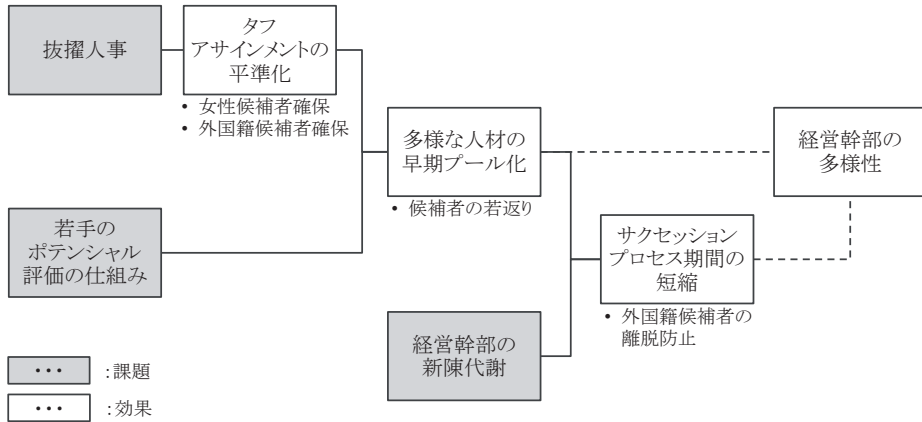 抜擢人事
タフ
アサインメントの
平準化
• 女性候補者確保
• 外国籍候補者確保
多様な人材の
早期プール化
• 候補者の若返り
経営幹部の
多様性
若手の
ポテンシャル
評価の仕組み
サクセッション
プロセス期間の
短縮
• 外国籍候補者の
離脱防止
経営幹部の
新陳代謝
･･･ :課題
･･･ :効果